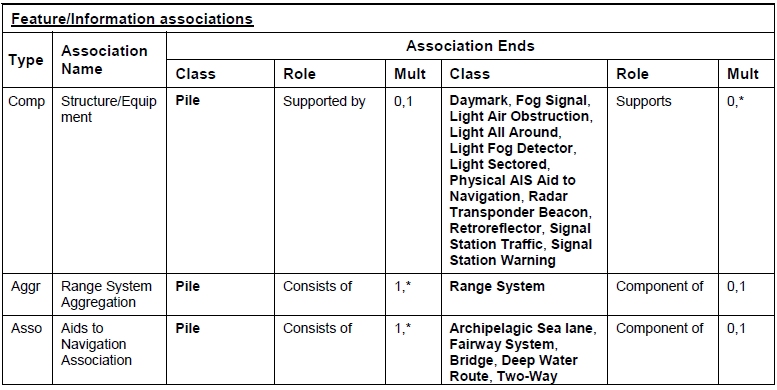 Feature/Information associations
Type Association Name Association Ends
Class Role Mult Class Role Mult
Comp Structure/Equip
ment
Pile Supported by 0,1
Daymark, Fog Signal,
Light Air Obstruction,
Light All Around,
Light Fog Detector,
Light Sectored,
Physical AIS Aid to
Navigation, Radar
Transponder Beacon,
Retroreflector, Signal
Station Traffic, Signal
Station Warning
Supports 0,*
Aggr Range System
Aggregation
Pile Consists of 1,* Range System Component of 0,1
Asso Aids to
Navigation
Association
Pile Consists of 1,*
Archipelagic Sea lane,
Fairway System,
Bridge, Deep Water
Route, Two-Way
Component of 0,1